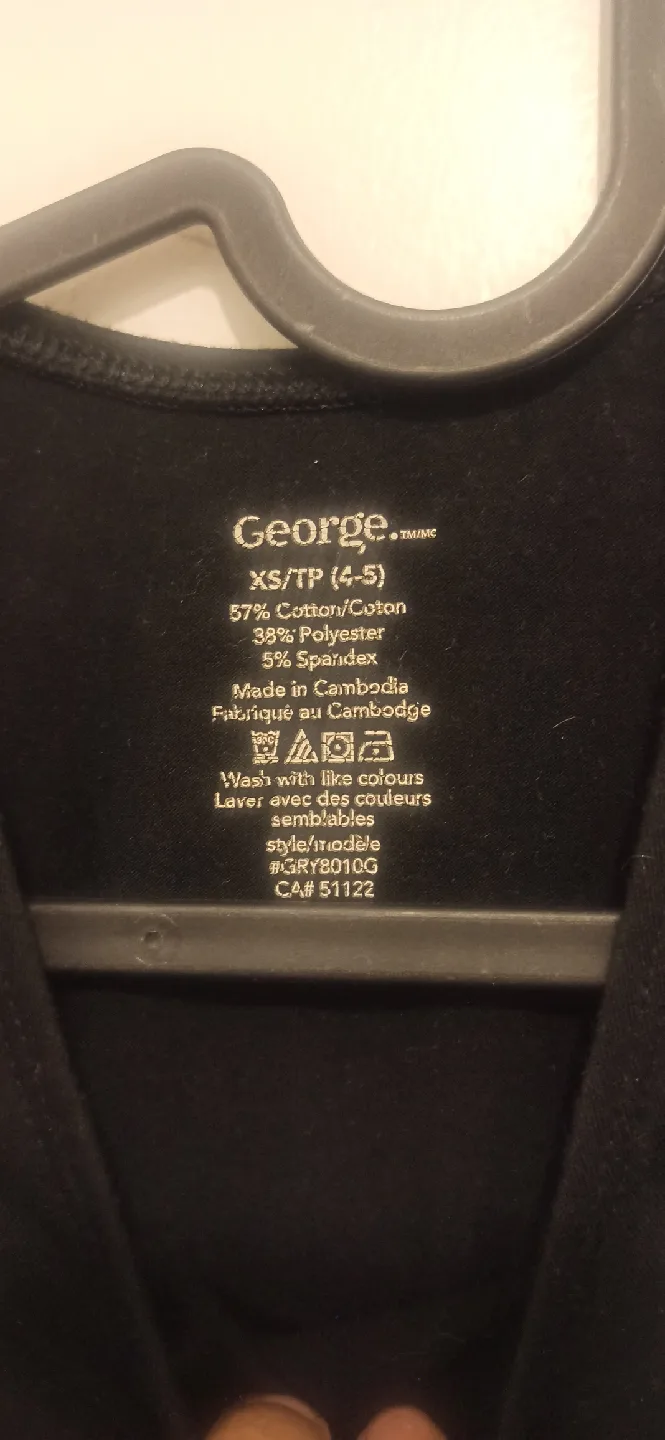 George.™/MC
XS/TP (4-5)
57% Cotton/Coton
38% Polyester
5% Spandex
Made in Cambodia
Fabriqué au Cambodge
Wash with like colours
Laver avec des couleurs
semblables
style/modèle
#GRY8010G
CA# 51122